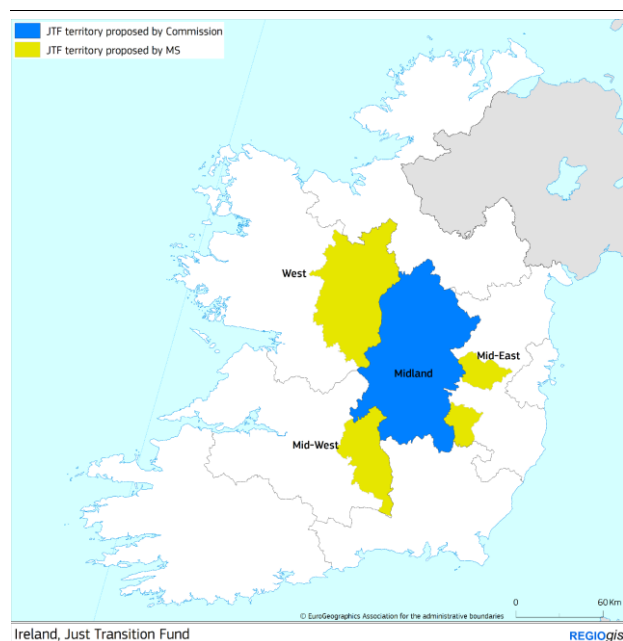 JTF territory proposed by Commission
JTF territory proposed by MS
West
Mid-East
Midland
Mid-West
0 60 Km
© EuroGeographics Association for the administrative boundaries
Ireland, Just Transition Fund
REGIOgis